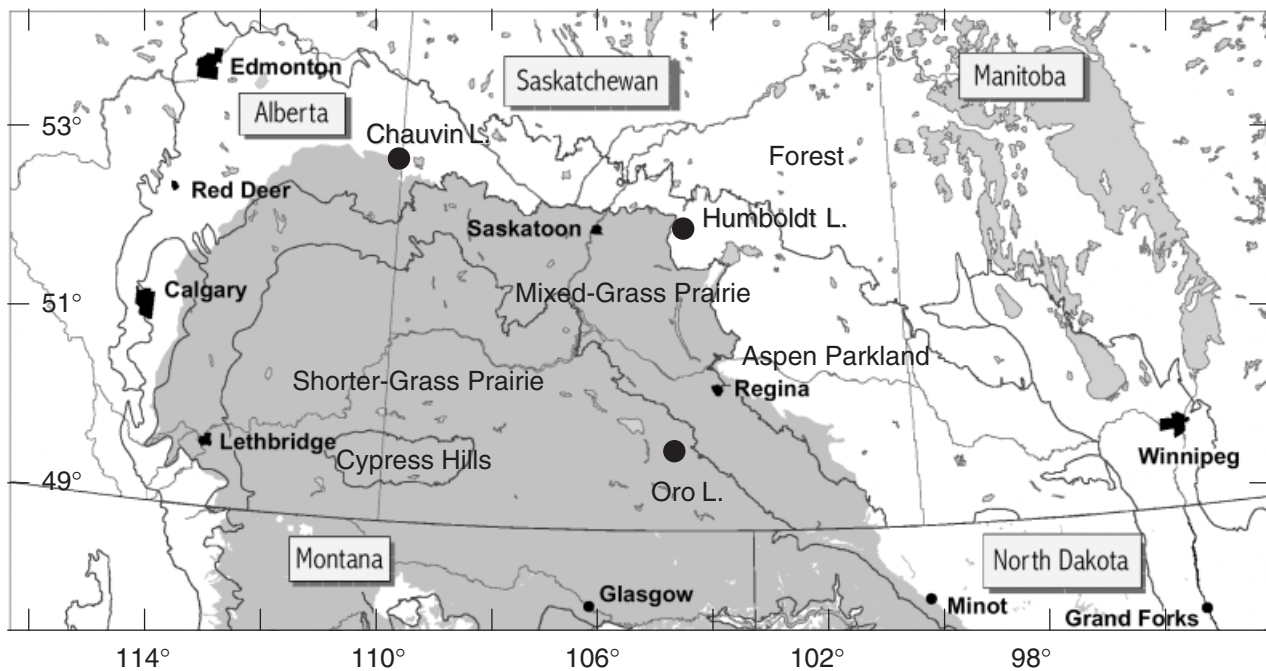 Edmonton
Saskatchewan
Manitoba
Alberta
53°
Chauvin L.
Forest
Red Deer
Saskatoon
Humboldt L.
Calgary
51°
Mixed-Grass Prairie
Shorter-Grass Prairie
Aspen Parkland
Regina
Lethbridge
Cypress Hills
Winnipeg
49°
Oro L.
Montana
North Dakota
Glasgow
Minot
Grand Forks
114°
110°
106°
102°
98°